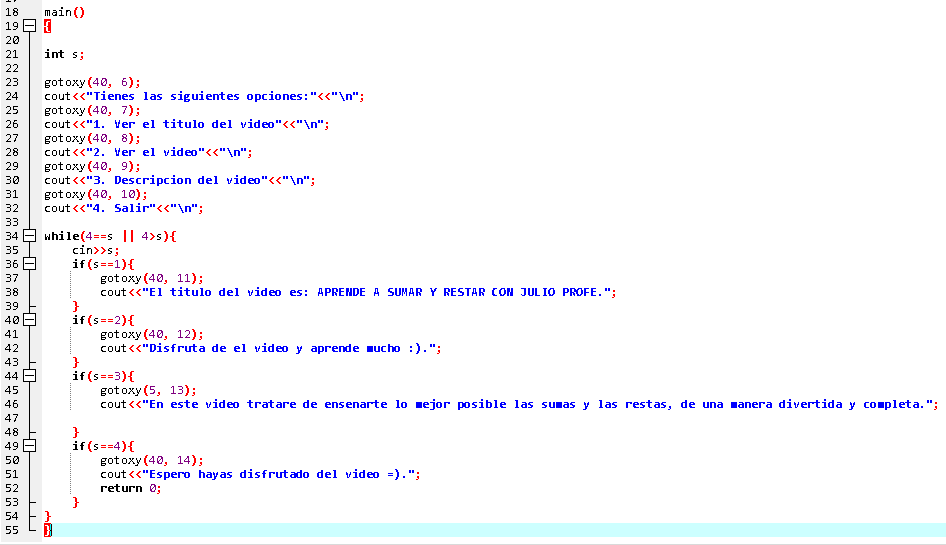 18 main()
19 {
20
21 int s;
22
23 gotoxy(40, 6);
24 cout<<"Tienes las siguientes opciones:"<<"\n";
25 gotoxy(40, 7);
26 cout<<"1. Ver el titulo del video"<<"\n";
27 gotoxy(40, 8);
28 cout<<"2. Ver el video"<<"\n";
29 gotoxy(40, 9);
30 cout<<"3. Descripcion del video"<<"\n";
31 gotoxy(40, 10);
32 cout<<"4. Salir"<<"\n";
33
34 while(4==s || 4>s){
35 cin>>s;
36 if(s==1){
37 gotoxy(40, 11);
38 cout<<"El titulo del video es: APRENDE A SUMAR Y RESTAR CON JULIO PROFE.";
39 }
40 if(s==2){
41 gotoxy(40, 12);
42 cout<<"Disfruta de el video y aprende mucho :).";
43 }
44 if(s==3){
45 gotoxy(5, 13);
46 cout<<"En este video tratare de ensenarte lo mejor posible las sumas y las restas, de una manera divertida y completa.";
47
48 }
49 if(s==4){
50 gotoxy(40, 14);
51 cout<<"Espero hayas disfrutado del video =).";
52 return 0;
53 }
54 }
55 }